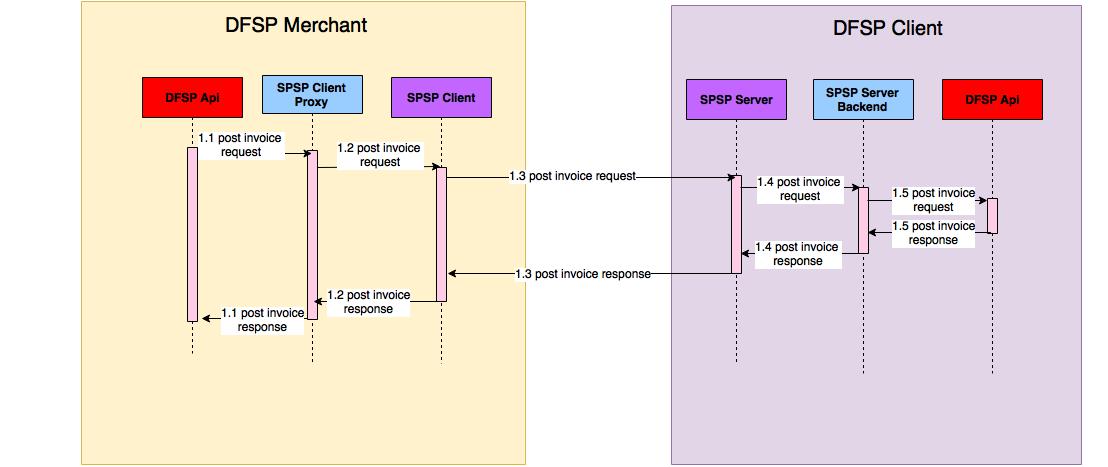 DFSP Merchant
DFSP Client
DFSP Api
SPSP Client
Proxy
SPSP Client
SPSP Server
SPSP Server
Backend
DFSP Api
1.1 post invoice
request
1.2 post invoice
request
1.3 post invoice request
1.4 post invoice
request
1.5 post invoice
request
1.5 post invoice
response
1.4 post invoice
response
1.3 post invoice response
1.2 post invoice
response
1.1 post invoice
response